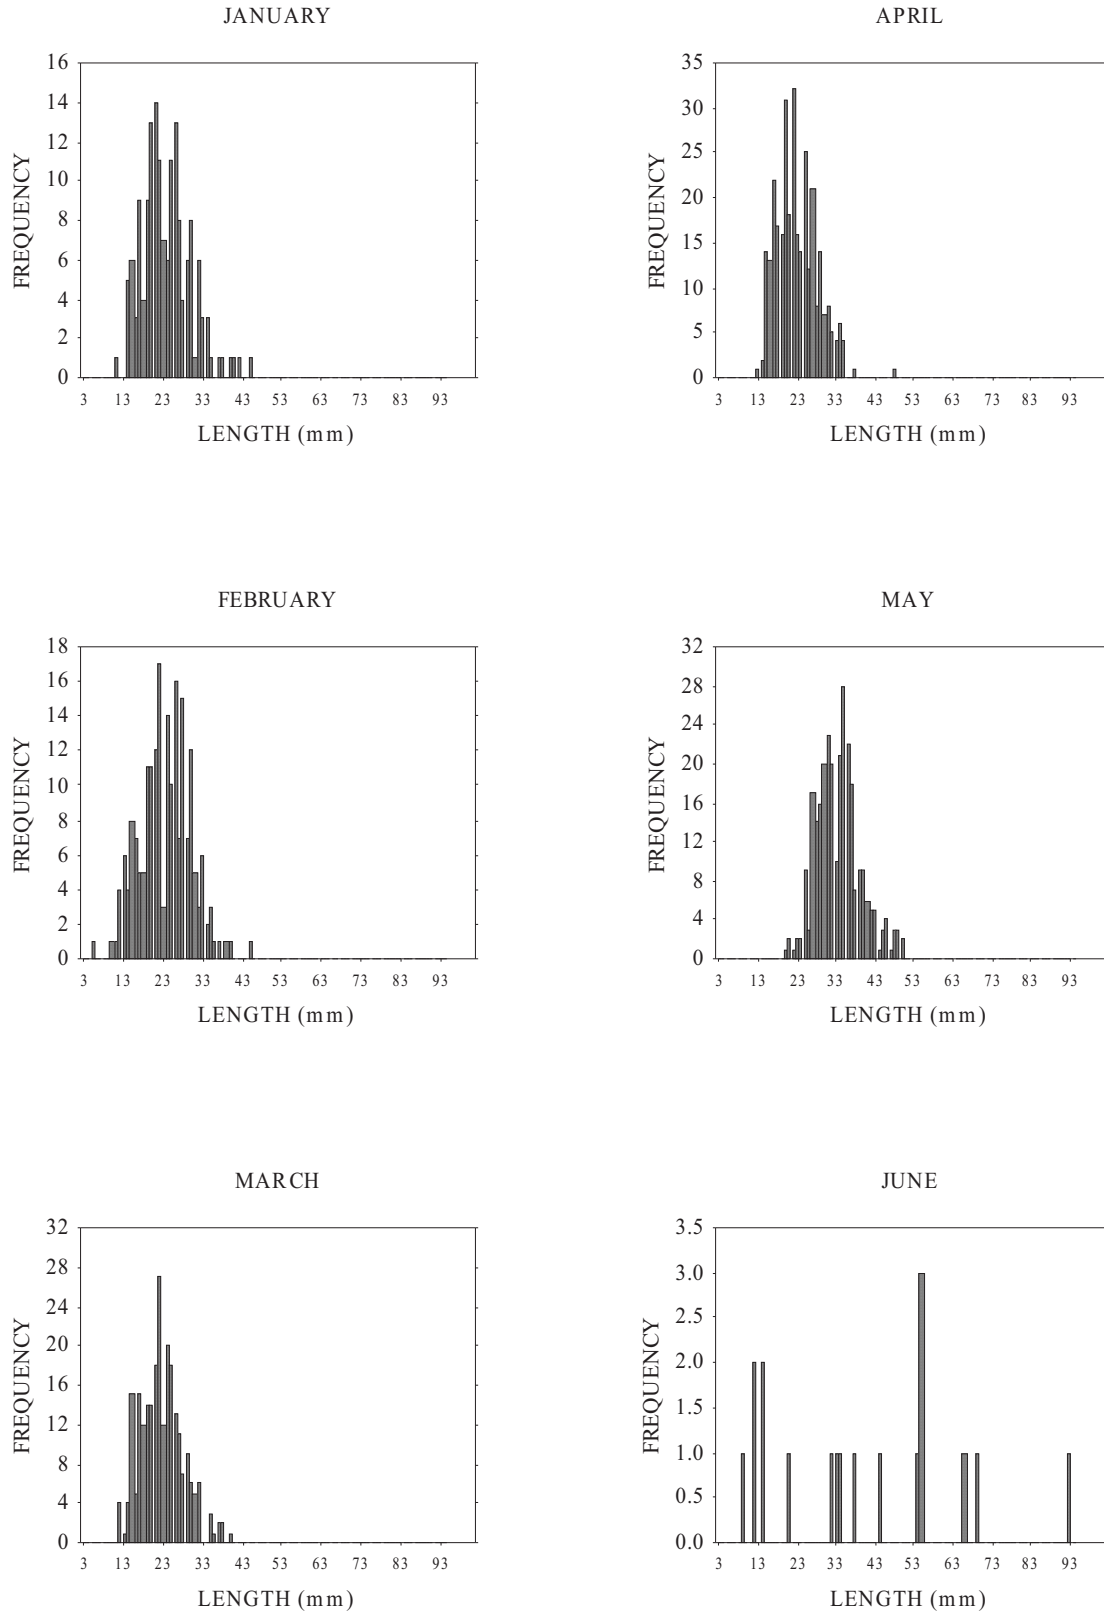 JANUARY
16
14
12
10
8
6
4
2
0
FREQUENCY
3 13 23 33 43 53 63 73 83 93
LENGTH (mm)
APRIL
35
30
25
20
15
10
5
0
FREQUENCY
3 13 23 33 43 53 63 73 83 93
LENGTH (mm)
FEBRUARY
18
16
14
12
10
8
6
4
2
0
FREQUENCY
3 13 23 33 43 53 63 73 83 93
LENGTH (mm)
MAY
32
28
24
20
16
12
8
4
0
FREQUENCY
3 13 23 33 43 53 63 73 83 93
LENGTH (mm)
MARCH
32
28
24
20
16
12
8
4
0
FREQUENCY
3 13 23 33 43 53 63 73 83 93
LENGTH (mm)
JUNE
3.5
3.0
2.5
2.0
1.5
1.0
0.5
0.0
FREQUENCY
3 13 23 33 43 53 63 73 83 93
LENGTH (mm)